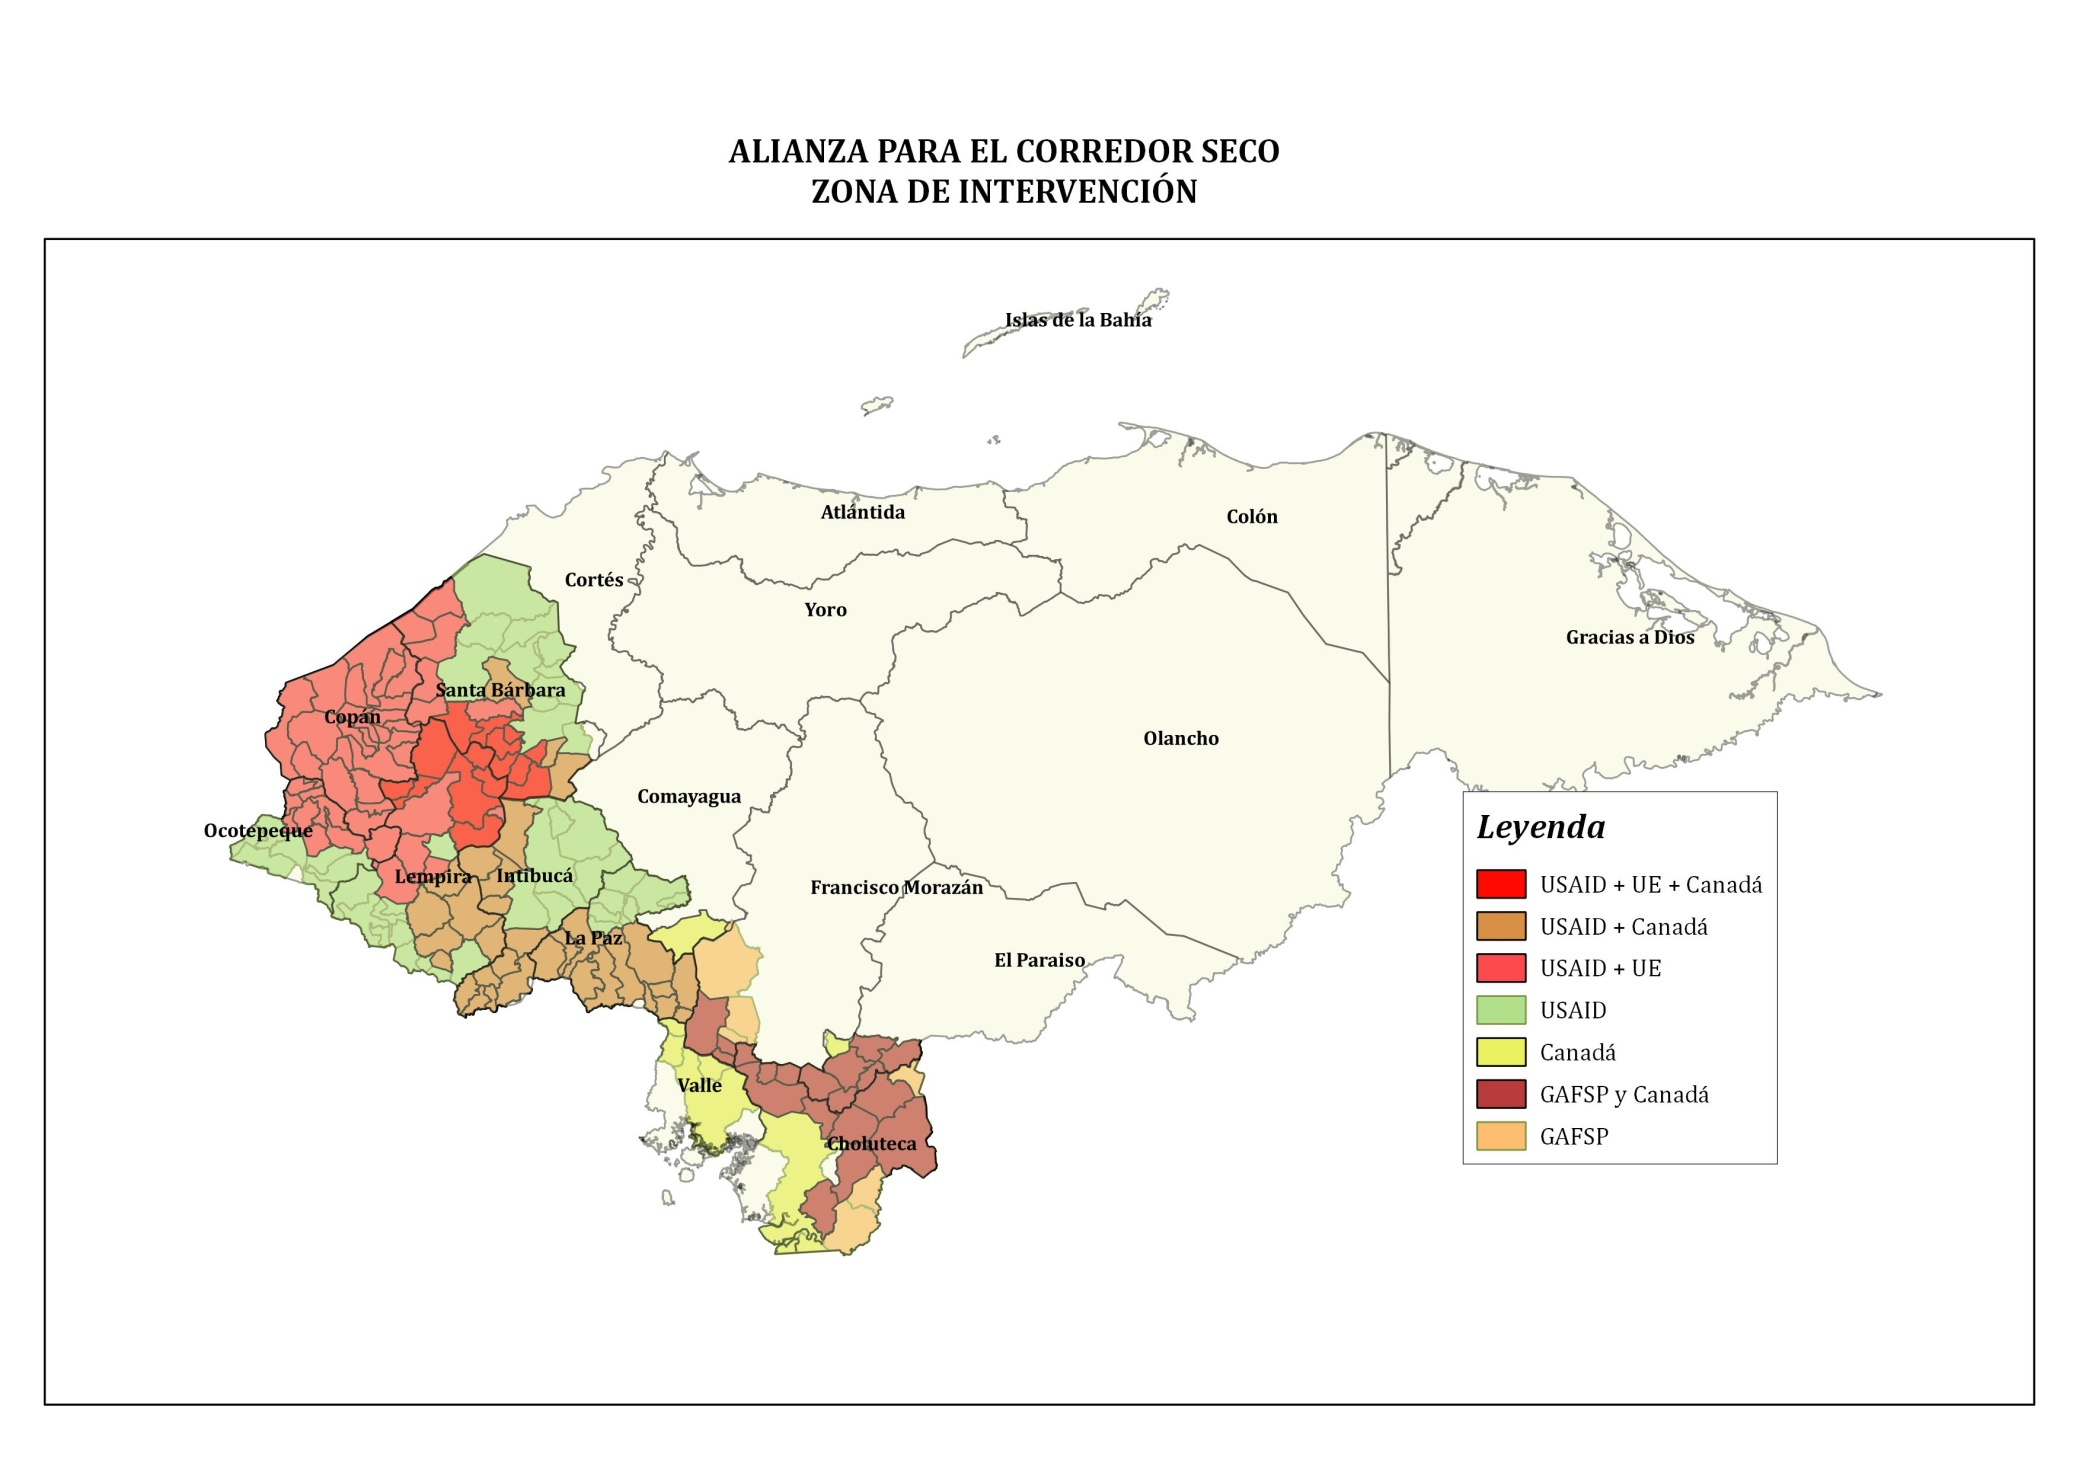 ALIANZA PARA EL CORREDOR SECO
ZONA DE INTERVENCIÓN
Islas de la Bahía
Atlántida
Colón
Cortés
Yoro
Gracias a Dios
Santa Bárbara
Copán
Olancho
Comayagua
Ocotepeque
Lempira
Intibucá
Francisco Morazán
La Paz
El Paraiso
Valle
Choluteca
Leyenda
USAID + UE + Canadá
USAID + Canadá
USAID + UE
USAID
Canadá
GAFSP y Canadá
GAFSP